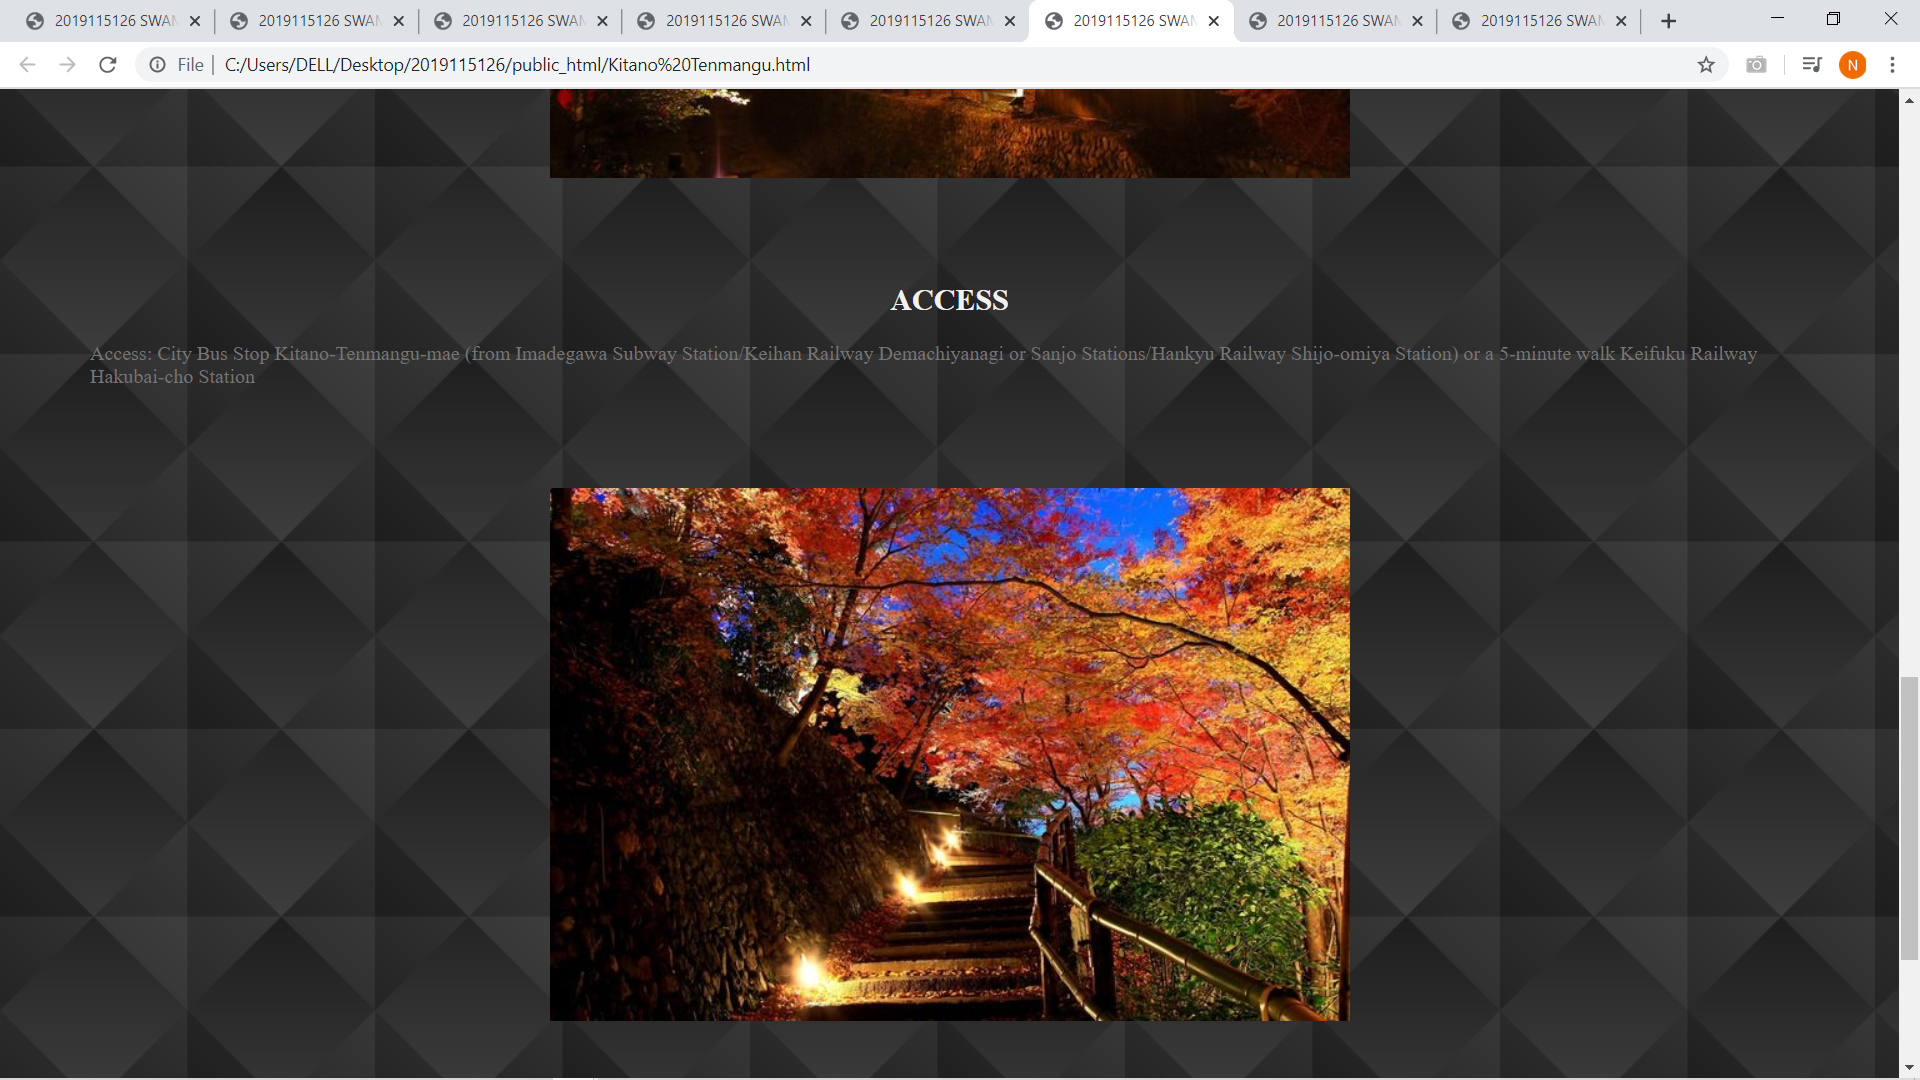 2019115126 SWAN
2019115126 SWAN
2019115126 SWAN
2019115126 SWAN
2019115126 SWAN
2019115126 SWAN
2019115126 SWAN
2019115126 SWAN
File
C:/Users/DELL/Desktop/2019115126/public_html/Kitano%20Tenmangu.html
N
ACCESS
Access: City Bus Stop Kitano-Tenmangu-mae (from Imadegawa Subway Station/Keihan Railway Demachiyanagi or Sanjo Stations/Hankyu Railway Shijo-omiya Station) or a 5-minute walk Keifuku Railway
Hakubai-cho Station